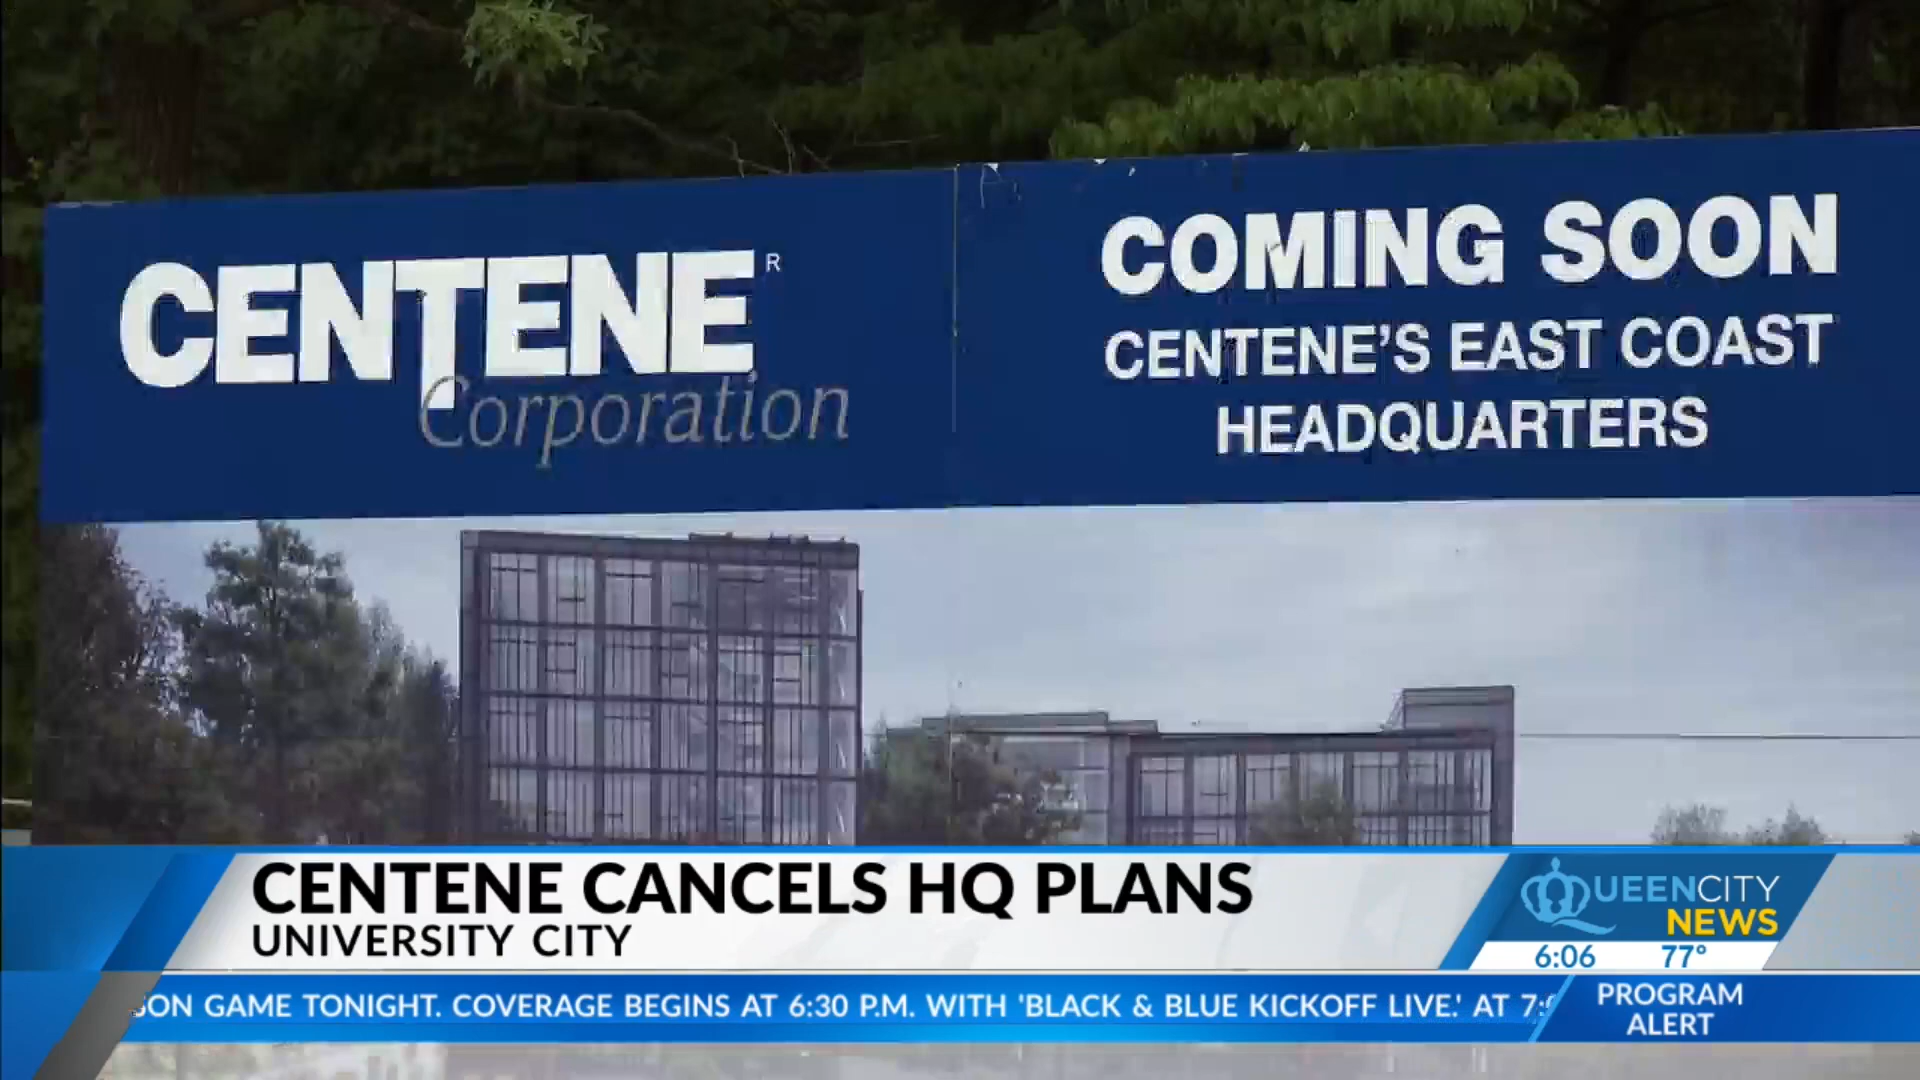 CENTENE®
Corporation
COMING SOON
CENTENE'S EAST COAST
HEADQUARTERS
CENTENE CANCELS HQ PLANS
UNIVERSITY CITY
QUEENCITY
NEWS
6:06 77°
GAME TONIGHT. COVERAGE BEGINS AT 6:30 P.M. WITH 'BLACK & BLUE KICKOFF LIVE.' AT
PROGRAM
ALERT